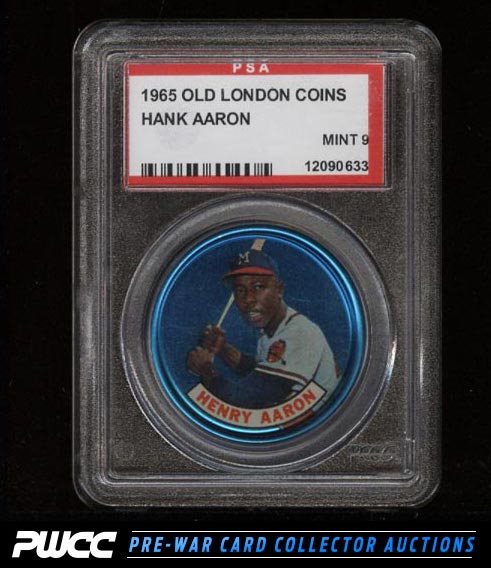 PSA
1965 OLD LONDON COINS
HANK AARON
MINT 9
12090633
M
HENRY AARON
PWCC PRE-WAR CARD COLLECTOR AUCTIONS